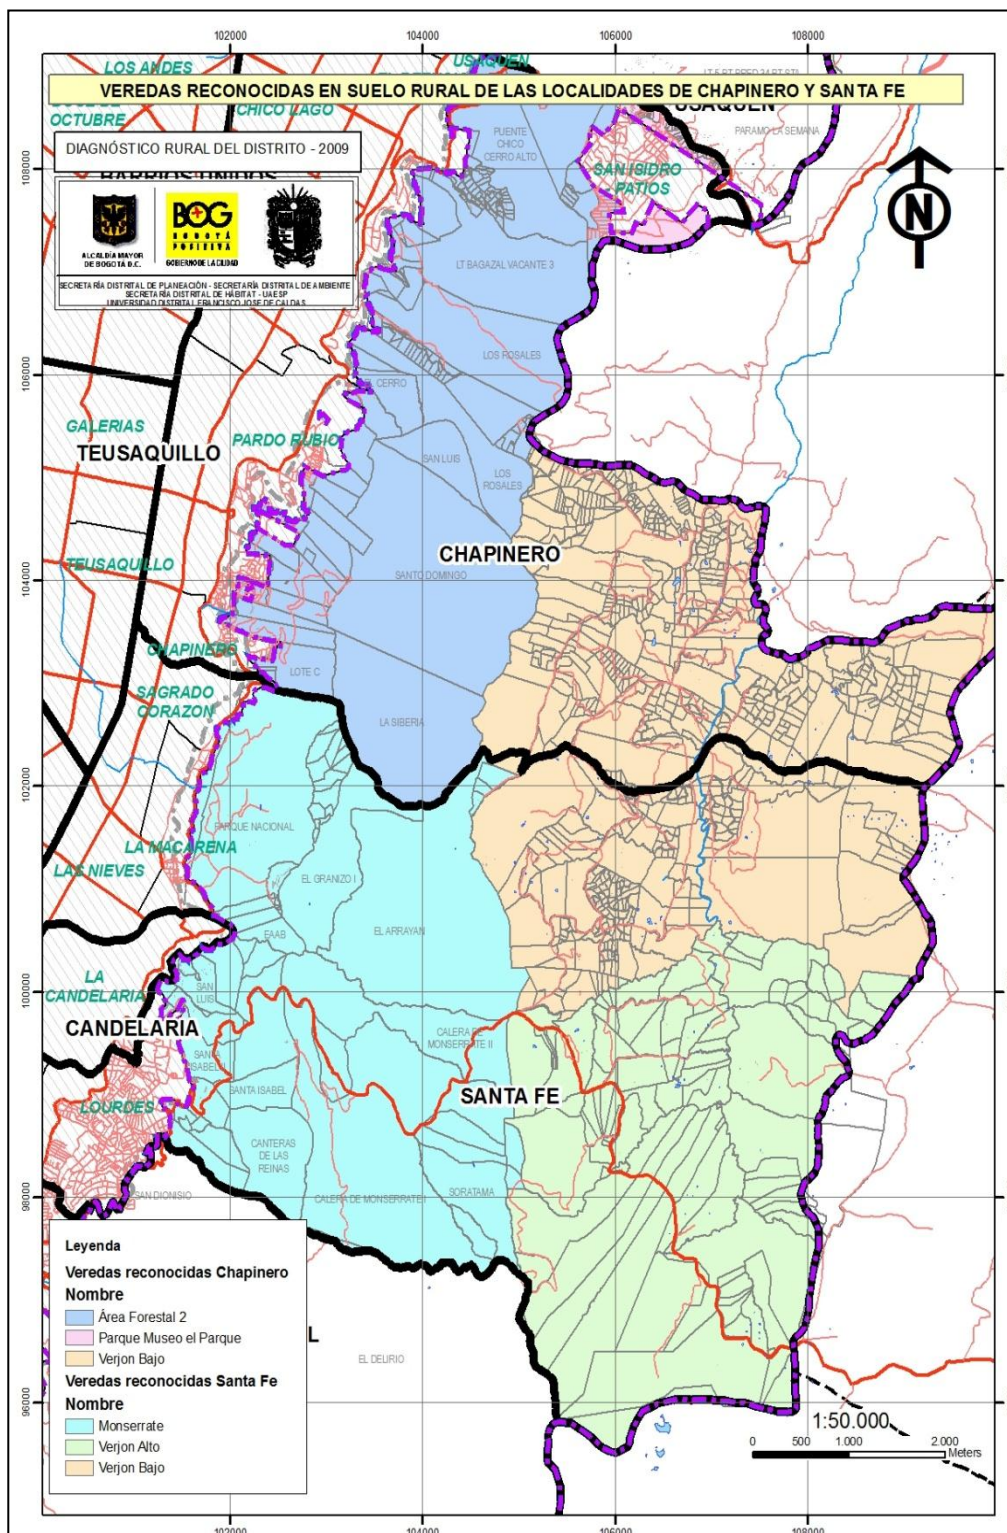 102000
104000
106000
108000
LOS ANDES
USAQUEN
VEREDAS RECONOCIDAS EN SUELO RURAL DE LAS LOCALIDADES DE CHAPINERO Y SANTA FE
OCTUBRE
CHICO LAGO
USAQUEN
PARAMO LA SEMANA
PUENTE
CHICO
CERRO ALTO
DIAGNÓSTICO RURAL DEL DISTRITO - 2009
BARRIOS UNIDOS
108000
SAN ISIDRO
PATIOS
N
BOG
BOGOTÁ
POSITIVA
GOBIERNO DE LA CIUDAD
ALCALDÍA MAYOR
DE BOGOTÁ D.C.
SECRETARÍA DISTRITAL DE PLANEACIÓN - SECRETARÍA DISTRITAL DE AMBIENTE
SECRETARÍA DISTRITAL DE HÁBITAT - UAESP
UNIVERSIDAD DISTRITAL FRANCISCO JOSE DE CALDAS
LT BAGAZAL VACANTE 3
LOS ROSALES
106000
EL CERRO
GALERIAS
PARDO RUBIO
TEUSAQUILLO
SAN LUIS
LOS
ROSALES
CHAPINERO
TEUSAQUILLO
104000
SANTO DOMINGO
CHAPINERO
LOTE C
SAGRADO
CORAZON
LA SIBERIA
102000
PARQUE NACIONAL
LA MACARENA
LAS NIEVES
EL GRANIZO I
EL ARRAYAN
EAAB
LA
CANDELARIA
SAN
LUIS
100000
CANDELARIA
CALERA DE
MONSERRATE II
SANTA
ISABEL II
SANTA ISABEL
SANTA FE
LOURDES
CANTERAS
DE LAS
REINAS
SAN DIONISIO
CALERA DE MONSERRATE I
SORATAMA
98000
Leyenda
Veredas reconocidas Chapinero
Nombre
Área Forestal 2
Parque Museo el Parque
Verjon Bajo
Veredas reconocidas Santa Fe
Nombre
Monserrate
Verjon Alto
Verjon Bajo
L
EL DELIRIO
96000
1:50.000
0 500 1.000 2.000
Meters
102000
104000
106000
108000